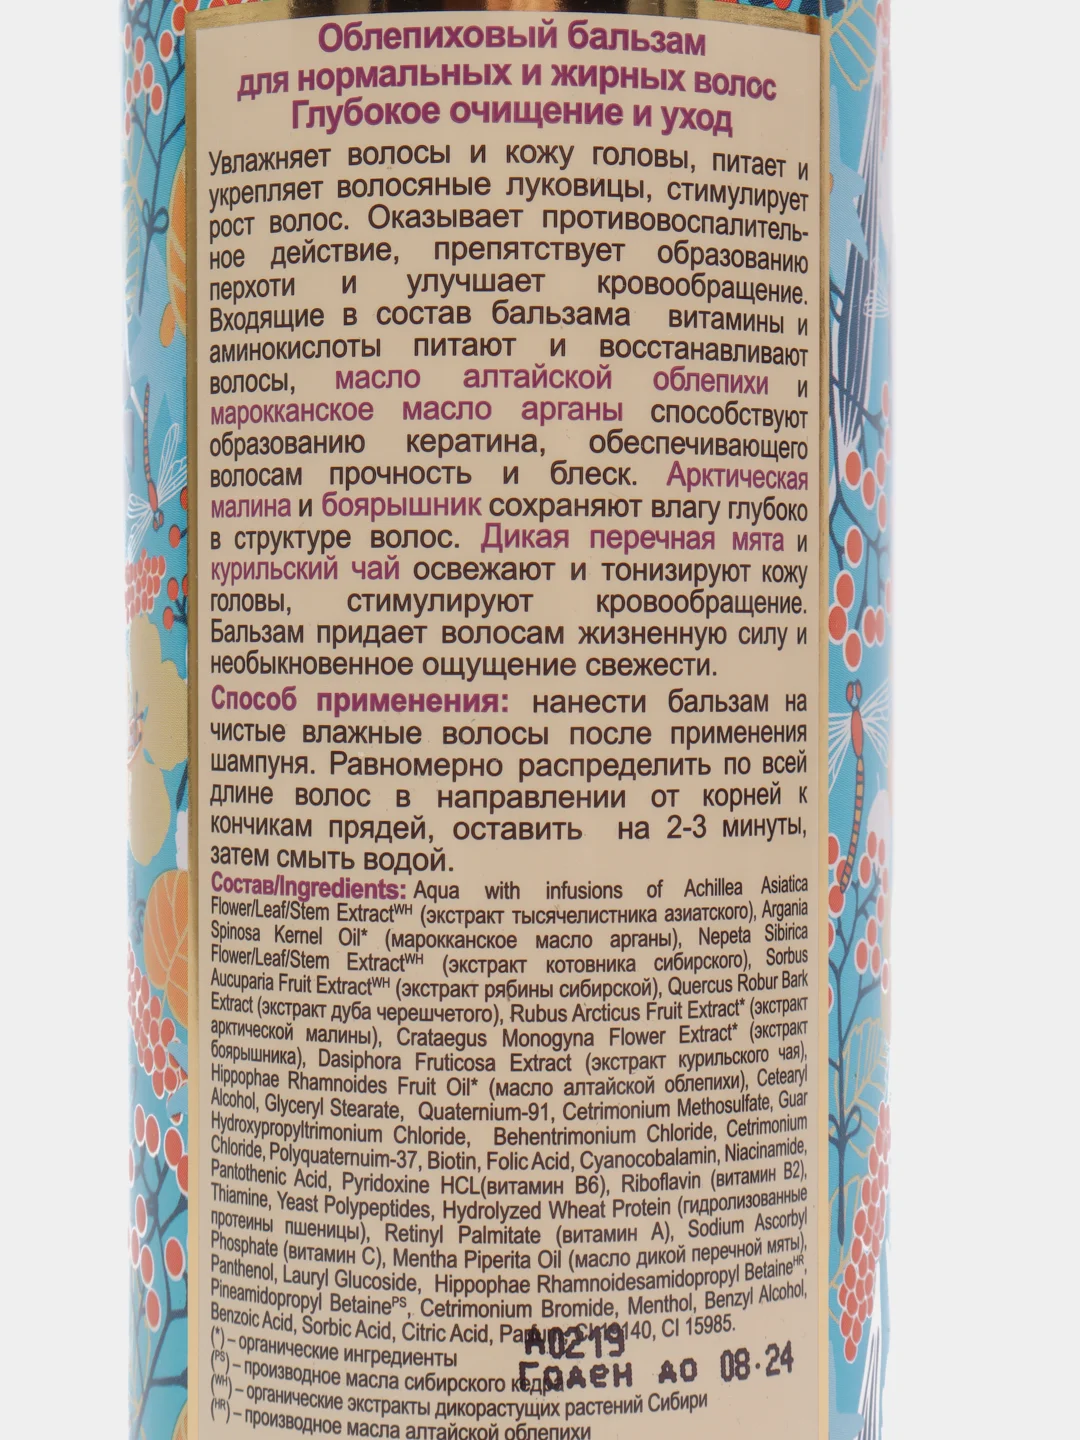 Облепиховый бальзам
для нормальных и жирных волос
Глубокое очищение и уход
Увлажняет волосы и кожу головы, питает и
укрепляет волосяные луковицы, стимулирует
рост волос. Оказывает противовоспалитель-
ное действие, препятствует образованию
перхоти и улучшает кровообращение.
Входящие в состав бальзама витамины и
аминокислоты питают и восстанавливают
волосы, масло алтайской облепихи и
марокканское масло арганы способствуют
образованию кератина, обеспечивающего
волосам прочность и блеск. Арктическая
малина и боярышник сохраняют влагу глубоко
в структуре волос. Дикая перечная мята и
курильский чай освежают и тонизируют кожу
головы, стимулируют кровообращение.
Бальзам придает волосам жизненную силу и
необыкновенное ощущение свежести.
Способ применения: нанести бальзам на
чистые влажные волосы после применения
шампуня. Равномерно распределить по всей
длине волос в направлении от корней к
кончикам прядей, оставить на 2-3 минуты,
затем смыть водой.
Состав/Ingredients: Aqua with infusions of Achillea Asiatica
Flower/Leaf/Stem Extractᵂᴴ (экстракт тысячелистника азиатского), Argania
Spinosa Kernel Oil* (марокканское масло арганы), Nepeta Sibirica
Flower/Leaf/Stem Extractᵂᴴ (экстракт котовника сибирского), Sorbus
Aucuparia Fruit Extractᵂᴴ (экстракт рябины сибирской), Quercus Robur Bark
Extract (экстракт дуба черешчетого), Rubus Arcticus Fruit Extract* (экстракт
арктической малины), Crataegus Monogyna Flower Extract* (экстракт
боярышника), Dasiphora Fruticosa Extract (экстракт курильского чая),
Hippophae Rhamnoides Fruit Oil* (масло алтайской облепихи), Cetearyl
Alcohol, Glyceryl Stearate, Quaternium-91, Cetrimonium Methosulfate, Guar
Hydroxypropyltrimonium Chloride, Behentrimonium Chloride, Cetrimonium
Chloride, Polyquaternuim-37, Biotin, Folic Acid, Cyanocobalamin, Niacinamide,
Pantothenic Acid, Pyridoxine HCL(витамин B6), Riboflavin (витамин B2),
Thiamine, Yeast Polypeptides, Hydrolyzed Wheat Protein (гидролизованные
протеины пшеницы), Retinyl Palmitate (витамин A), Sodium Ascorbyl
Phosphate (витамин C), Mentha Piperita Oil (масло дикой перечной мяты),
Panthenol, Lauryl Glucoside, Hippophae Rhamnoidesamidopropyl Betaineᴴᴿ,
Pineamidopropyl Betaineᴾˢ, Cetrimonium Bromide, Menthol, Benzyl Alcohol,
Benzoic Acid, Sorbic Acid, Citric Acid, CI 15985.
(*) – органические ингредиенты
A0219
(ᴾˢ) – производное масла сибирского кедра
Годен до 08·24
(ᵂᴴ) – органические экстракты дикорастущих растений Сибири
(ᴴᴿ) – производное масла алтайской облепихи